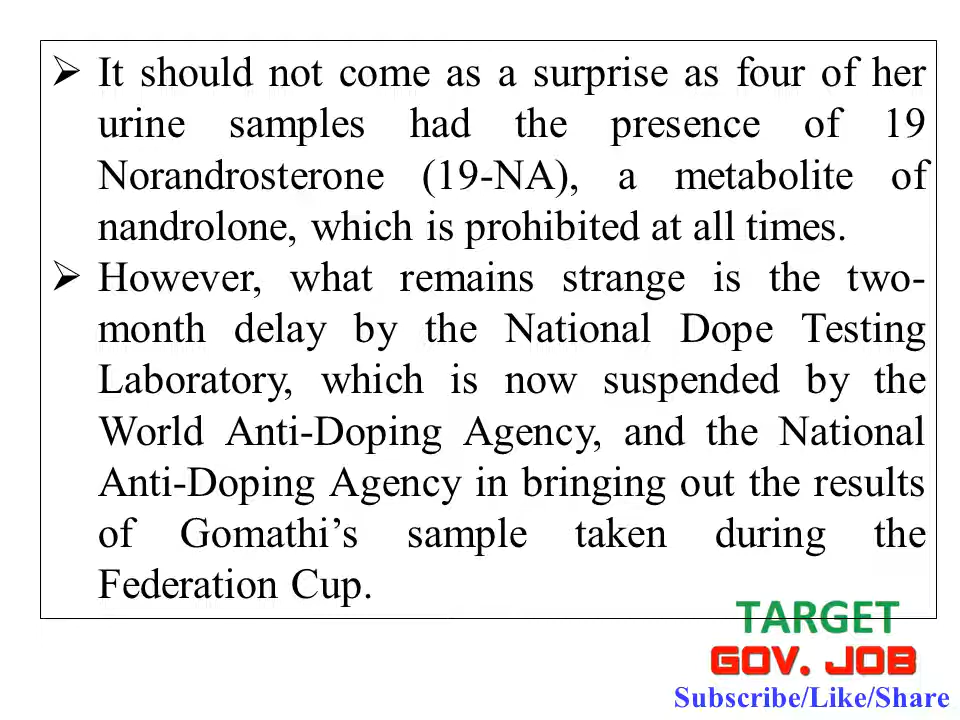 ➢ It should not come as a surprise as four of her
urine samples had the presence of 19
Norandrosterone (19-NA), a metabolite of
nandrolone, which is prohibited at all times.
➢ However, what remains strange is the two-
month delay by the National Dope Testing
Laboratory, which is now suspended by the
World Anti-Doping Agency, and the National
Anti-Doping Agency in bringing out the results
of Gomathi’s sample taken during the
Federation Cup.
TARGET
GOV. JOB
Subscribe/Like/Share